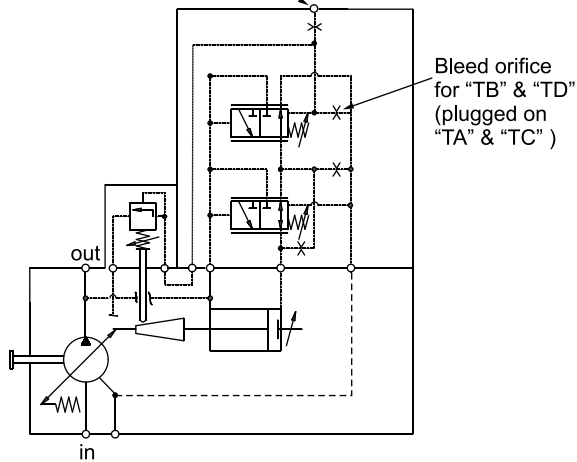 Bleed orifice
for “TB” & “TD”
(plugged on
“TA” & “TC” )
out
in